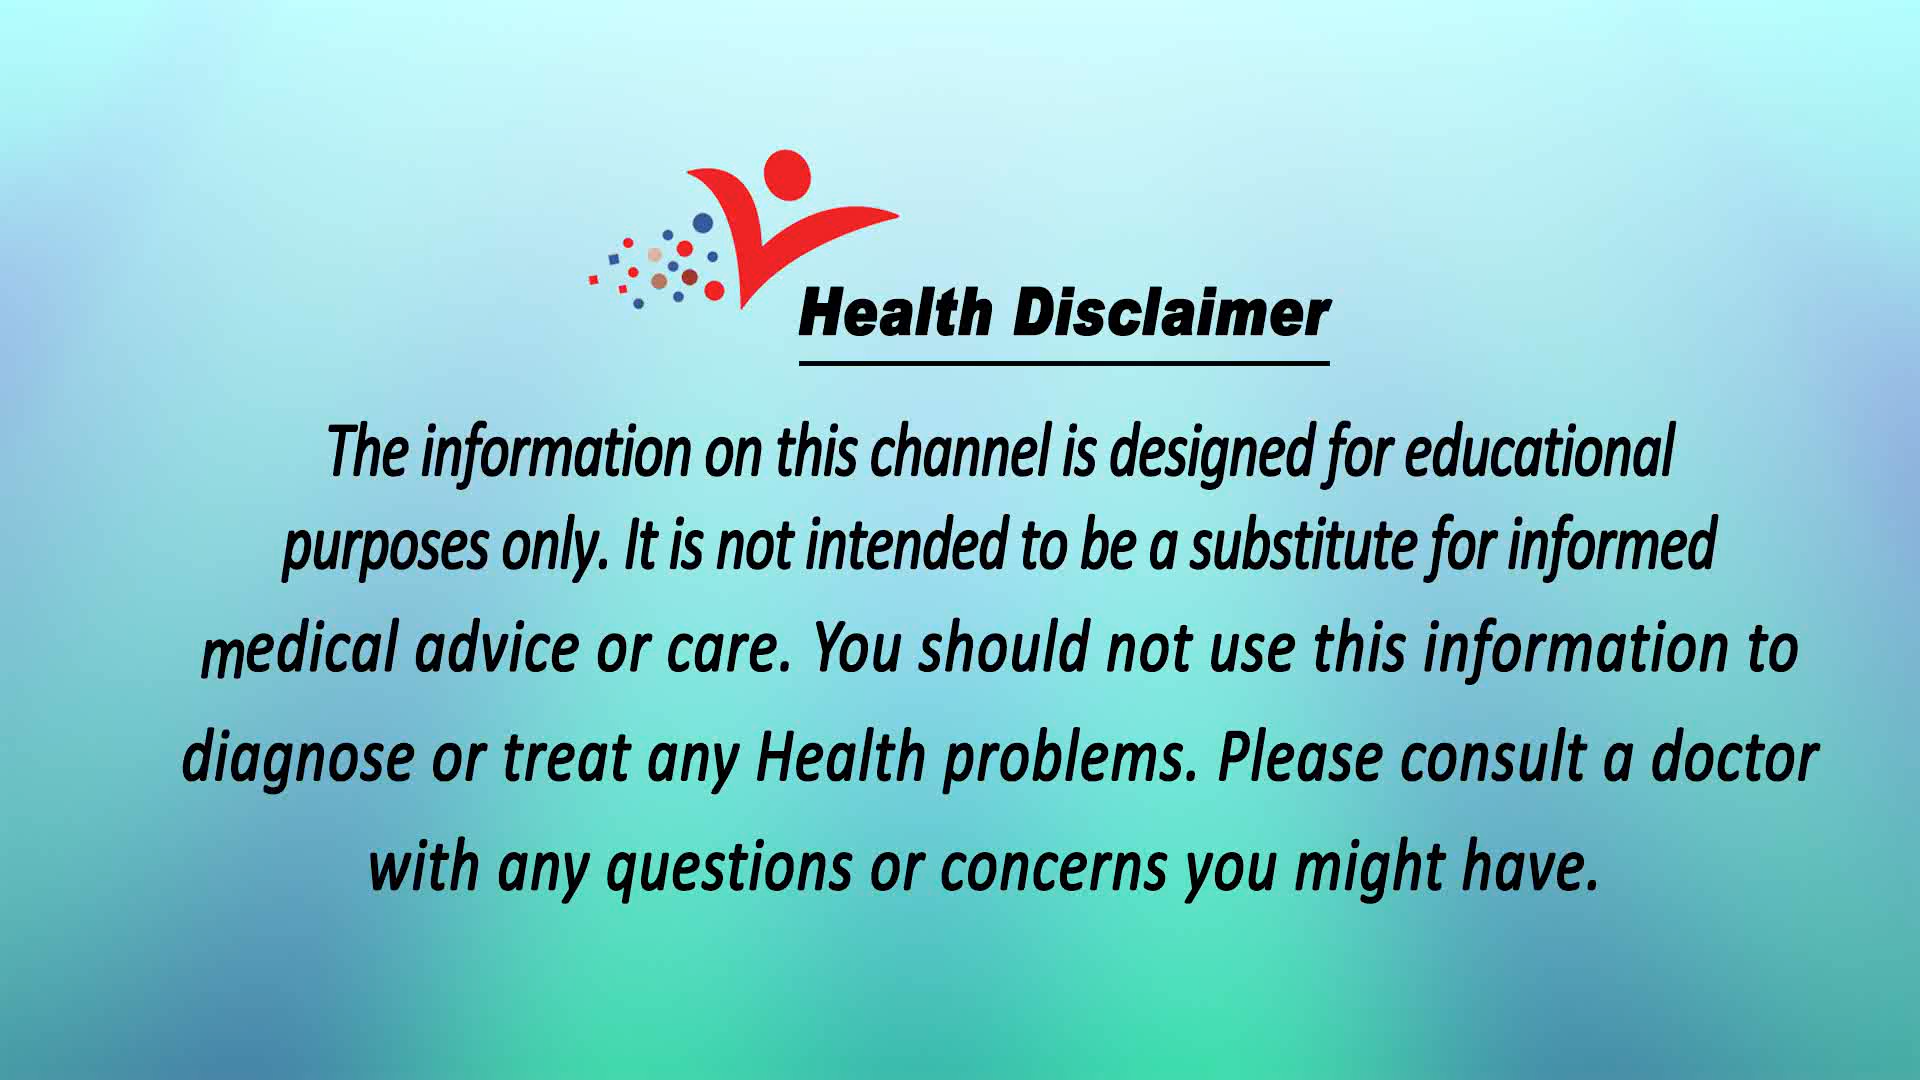 Health Disclaimer
The information on this channel is designed for educational
purposes only. It is not intended to be a substitute for informed
medical advice or care. You should not use this information to
diagnose or treat any Health problems. Please consult a doctor
with any questions or concerns you might have.